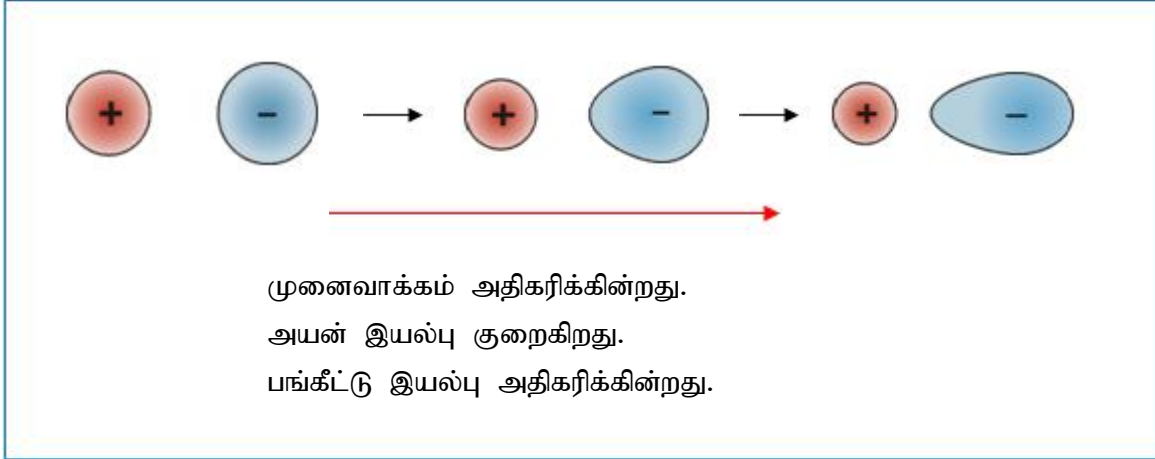 + - + - + -
முனைவாக்கம் அதிகரிக்கின்றது.
அயன் இயல்பு குறைகிறது.
பங்கீட்டு இயல்பு அதிகரிக்கின்றது.